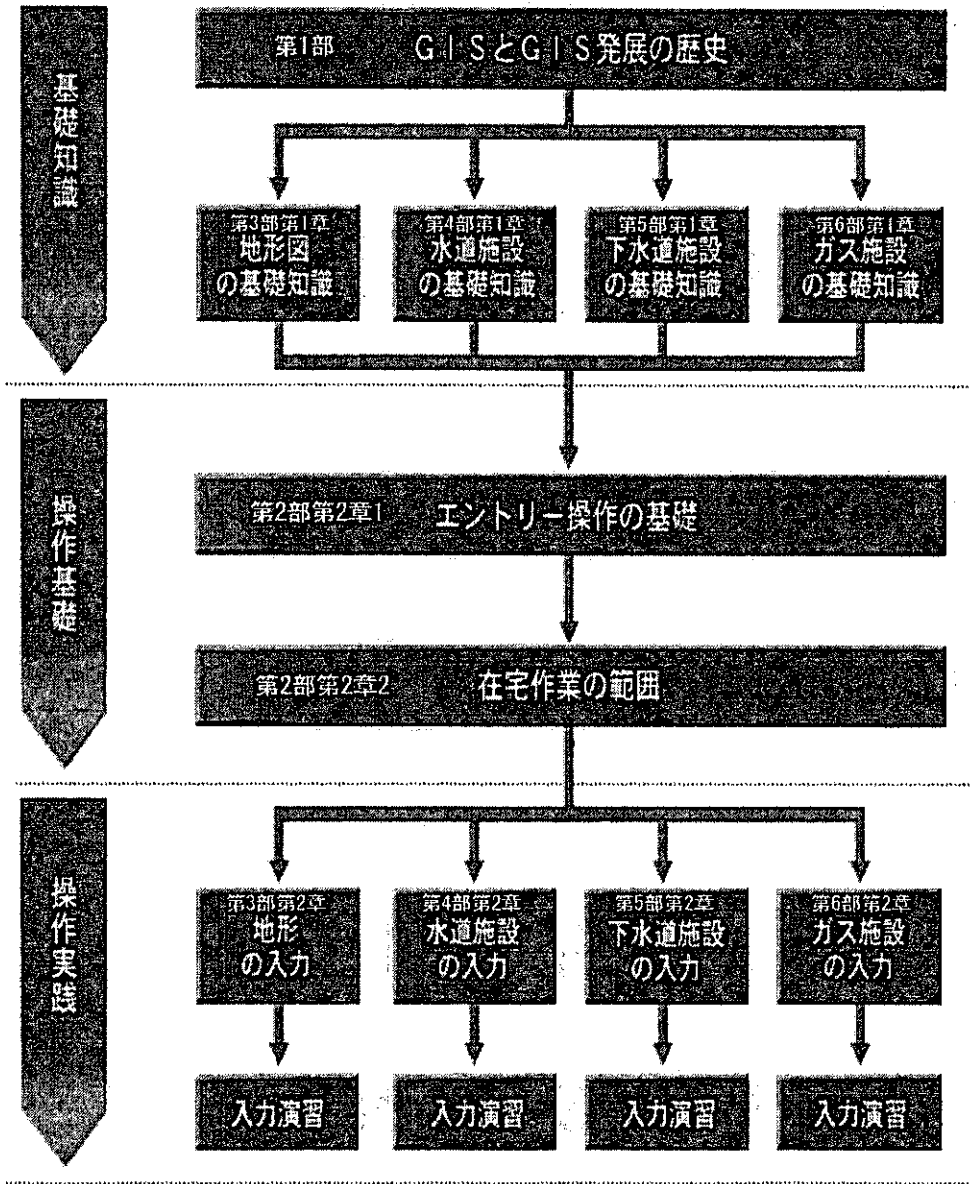 基礎知識
第1部 GISとGIS発展の歴史
第3部第1章
地形図
の基礎知識
第4部第1章
水道施設
の基礎知識
第5部第1章
下水道施設
の基礎知識
第6部第1章
ガス施設
の基礎知識
操作基礎
第2部第2章1 エントリー操作の基礎
第2部第2章2 在宅作業の範囲
操作実践
第3部第2章
地形
の入力
第4部第2章
水道施設
の入力
第5部第2章
下水道施設
の入力
第6部第2章
ガス施設
の入力
入力演習
入力演習
入力演習
入力演習